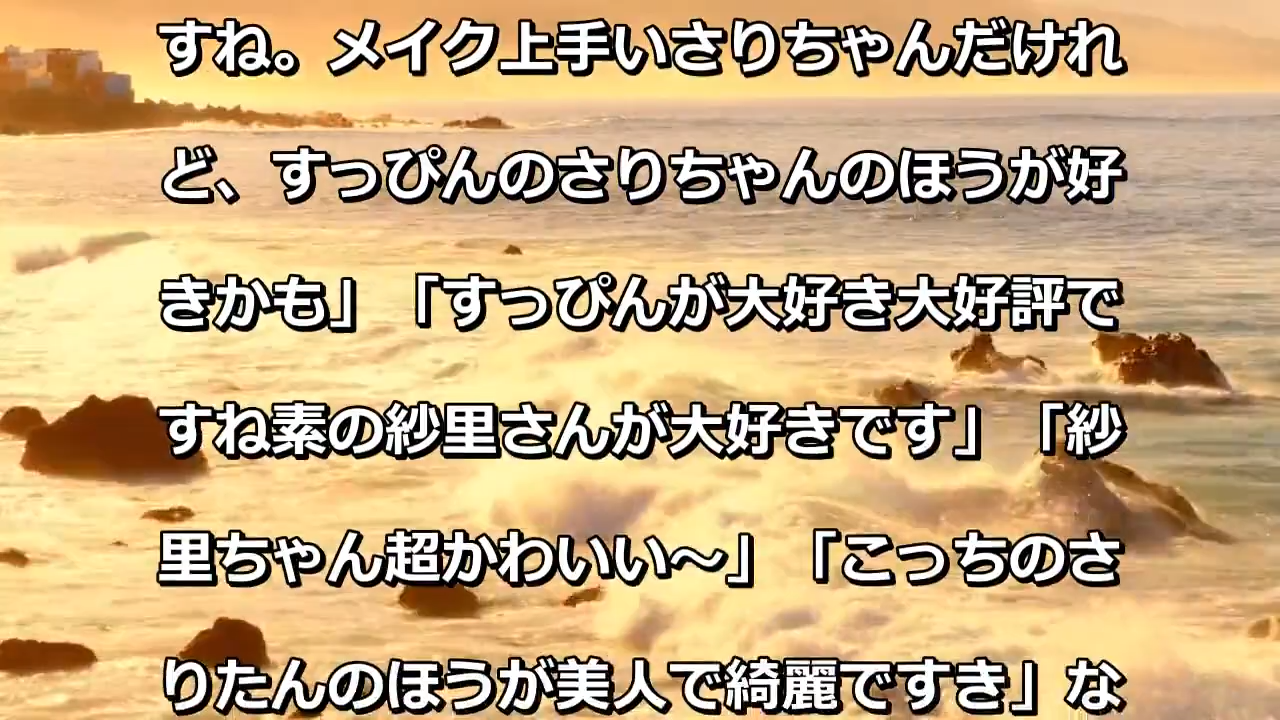 すね。メイク上手いさりちゃんだけれ
ど、すっぴんのさりちゃんのほうが好
きかも」「すっぴんが大好き大好評で
すね素の紗里さんが大好きです」「紗
里ちゃん超かわいい～」「こっちのさ
りたんのほうが美人で綺麗ですき」な